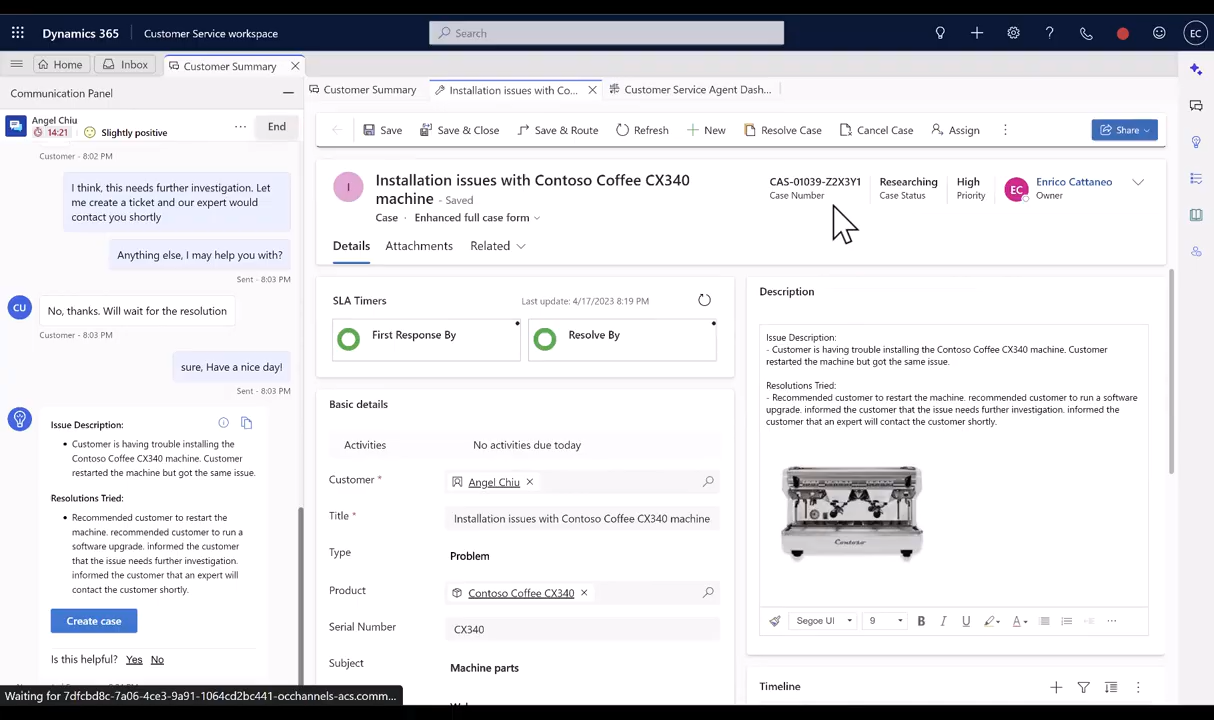 Dynamics 365
Customer Service workspace
Search
EC
Home
Inbox
Customer Summary
Communication Panel
Angel Chiu
14:21
Slightly positive
End
Customer - 8:02 PM
I think, this needs further investigation. Let
me create a ticket and our expert would
contact you shortly
Anything else, I may help you with?
Sent - 8:03 PM
CU
No, thanks. Will wait for the resolution
Customer - 8:03 PM
sure, Have a nice day!
Sent - 8:03 PM
Issue Description:
Customer is having trouble installing the
Contoso Coffee CX340 machine. Customer
restarted the machine but got the same issue.
Resolutions Tried:
Recommended customer to restart the
machine. recommended customer to run a
software upgrade. informed the customer
that the issue needs further investigation.
informed the customer that an expert will
contact the customer shortly.
Create case
Is this helpful? Yes No
Waiting for 7dfcbd8c-7a06-4ce3-9a91-1064cd2bc441-occhannels-acs.comm...
Customer Summary
Installation issues with Co...
Customer Service Agent Dash...
Save
Save & Close
Save & Route
Refresh
New
Resolve Case
Cancel Case
Assign
Share
I
Installation issues with Contoso Coffee CX340
machine - Saved
Case · Enhanced full case form
CAS-01039-Z2X3Y1
Case Number
Researching
Case Status
High
Priority
EC
Enrico Cattaneo
Owner
Details
Attachments
Related
SLA Timers
Last update: 4/17/2023 8:19 PM
First Response By
Resolve By
Basic details
Activities
No activities due today
Customer *
Angel Chiu
Title *
Installation issues with Contoso Coffee CX340 machine
Type
Problem
Product
Contoso Coffee CX340
Serial Number
CX340
Subject
Machine parts
Description
Issue Description:
- Customer is having trouble installing the Contoso Coffee CX340 machine. Customer
restarted the machine but got the same issue.
Resolutions Tried:
- Recommended customer to restart the machine. recommended customer to run a software
upgrade. informed the customer that the issue needs further investigation. informed the
customer that an expert will contact the customer shortly.
Contoso
Segoe UI
9
B
I
U
A
Timeline